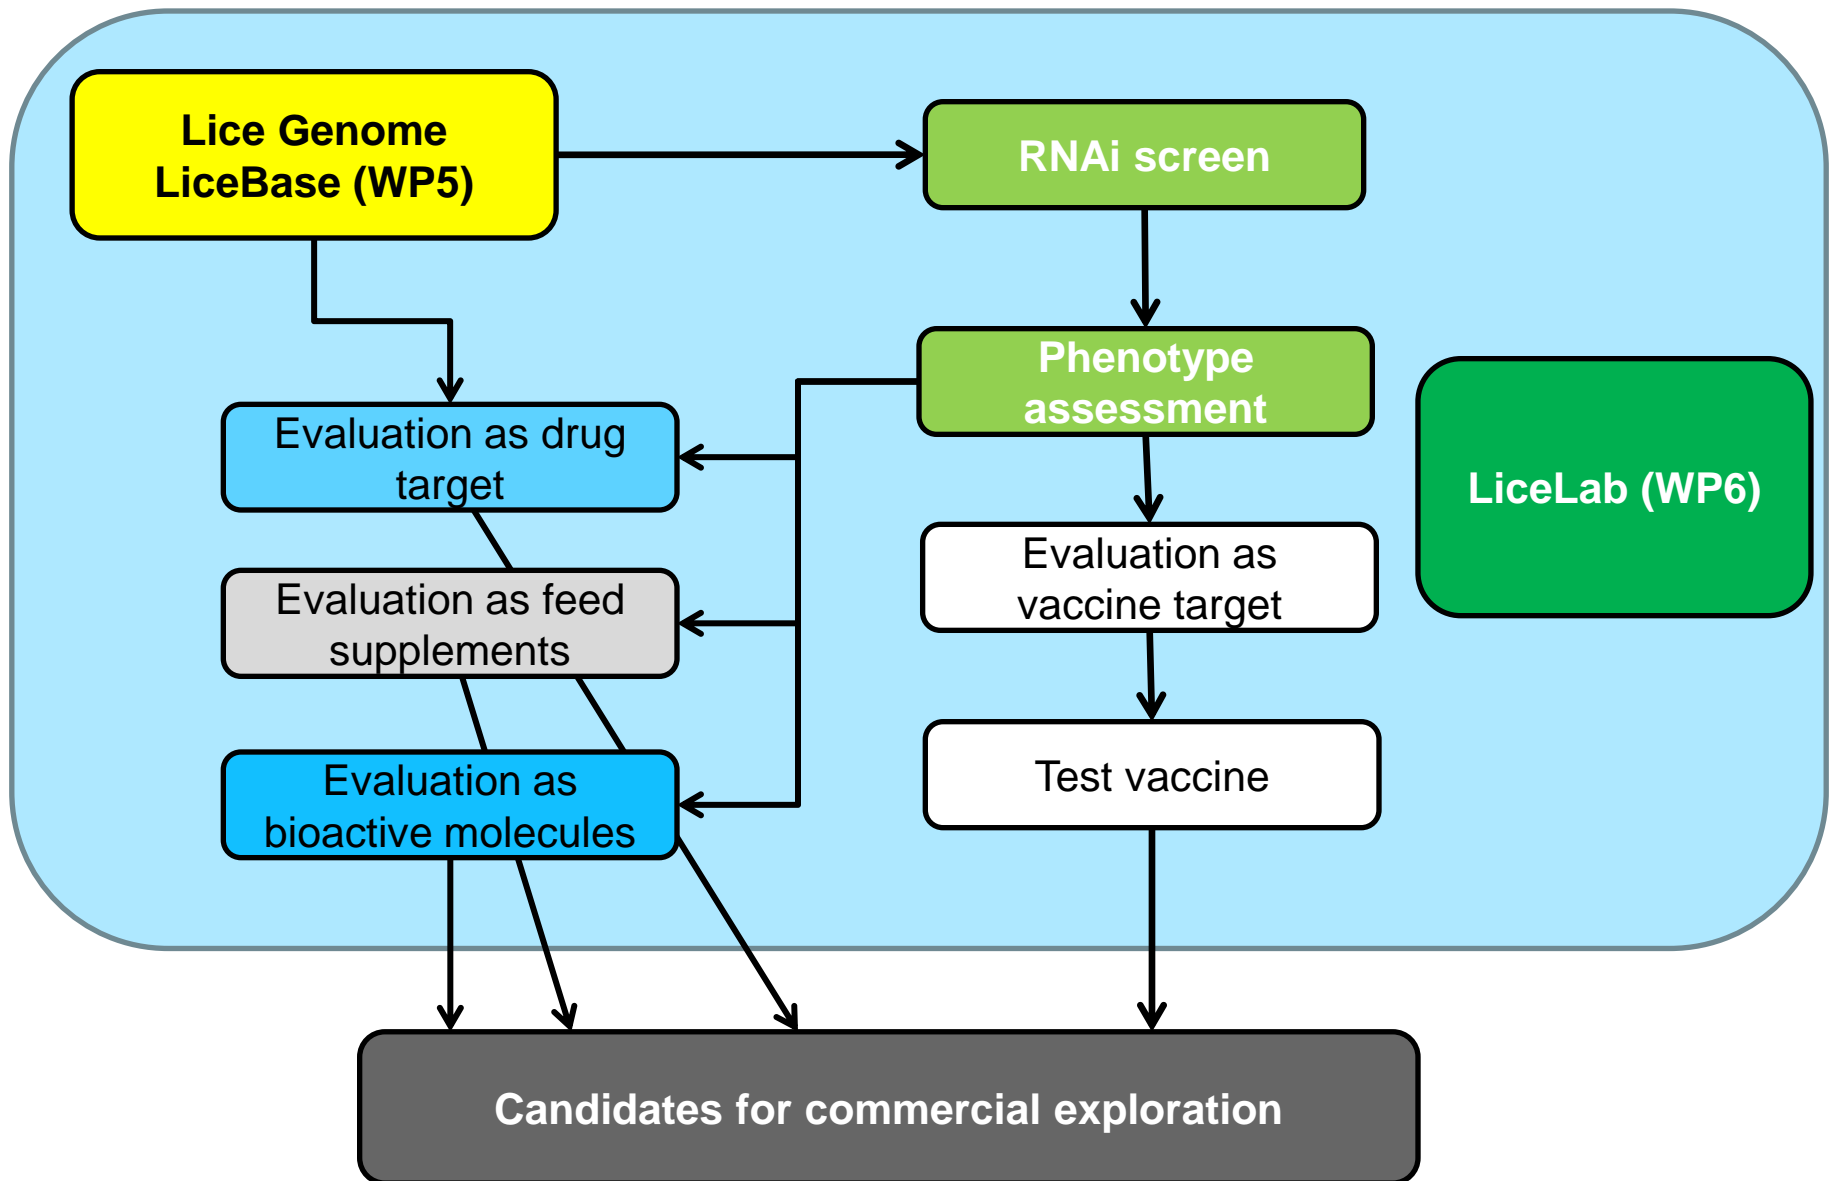 Lice Genome
LiceBase (WP5)
RNAi screen
Phenotype
assessment
LiceLab (WP6)
Evaluation as drug
target
Evaluation as
vaccine target
Evaluation as feed
supplements
Evaluation as
bioactive molecules
Test vaccine
Candidates for commercial exploration